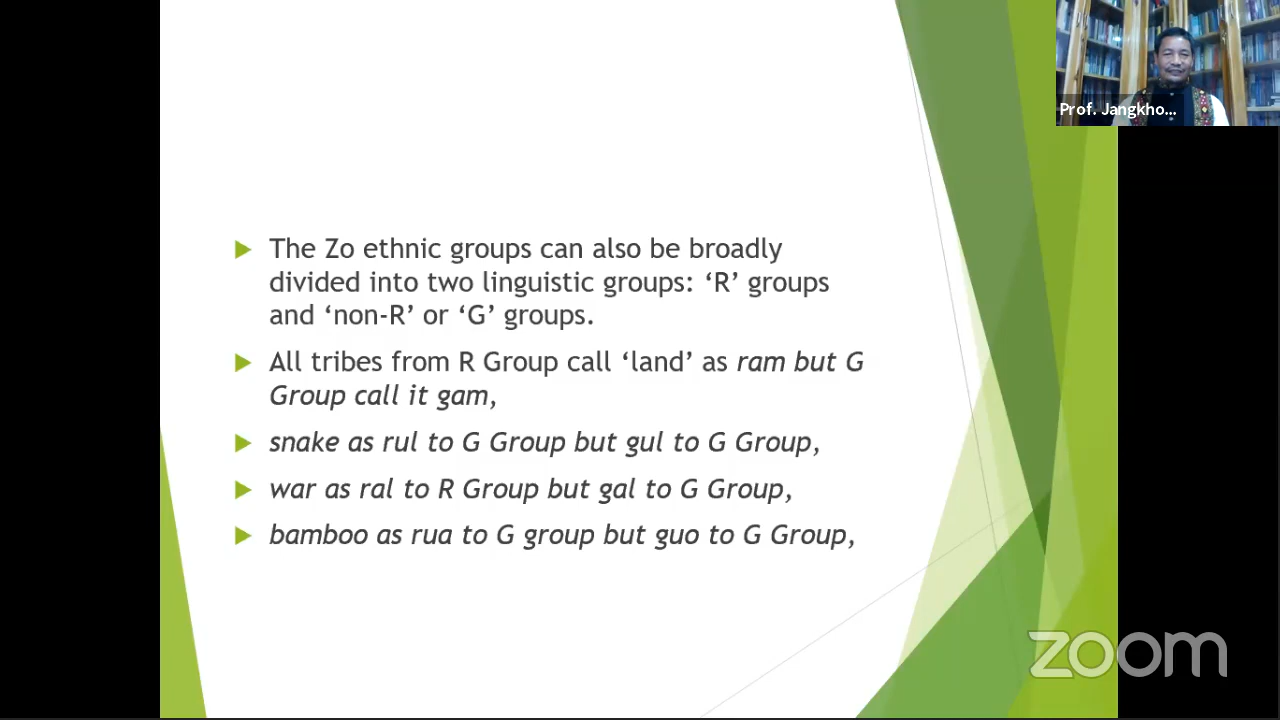 Prof. Jangkho...
The Zo ethnic groups can also be broadly
divided into two linguistic groups: ‘R’ groups
and ‘non-R’ or ‘G’ groups.
All tribes from R Group call ‘land’ as ram but G
Group call it gam,
snake as rul to G Group but gul to G Group,
war as ral to R Group but gal to G Group,
bamboo as rua to G group but guo to G Group,
zoom